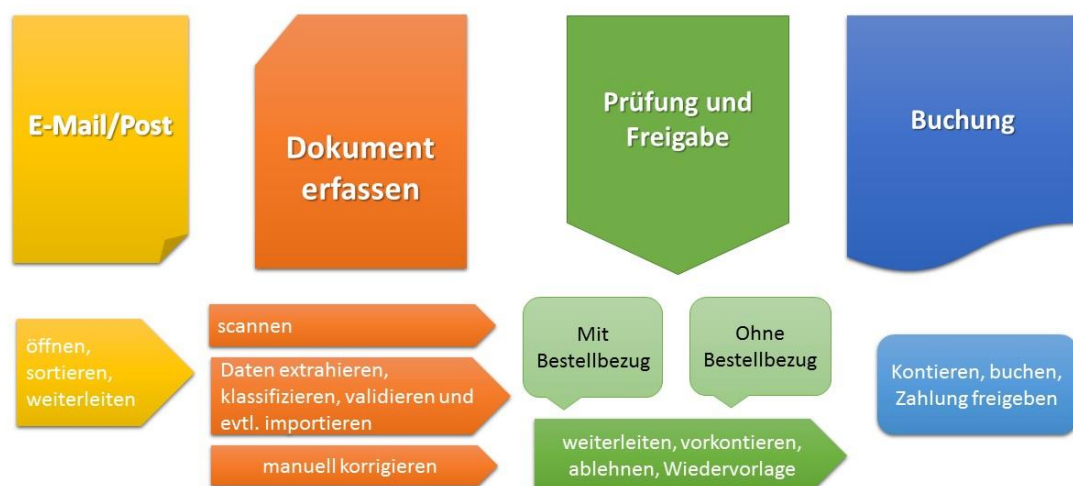 E-Mail/Post
Dokument
erfassen
Prüfung und
Freigabe
Buchung
öffnen,
sortieren,
weiterleiten
scannen
Daten extrahieren,
klassifizieren, validieren und
evtl. importieren
manuell korrigieren
Mit
Bestellbezug
Ohne
Bestellbezug
weiterleiten, vorkontieren,
ablehnen, Wiedervorlage
Kontieren, buchen,
Zahlung freigeben